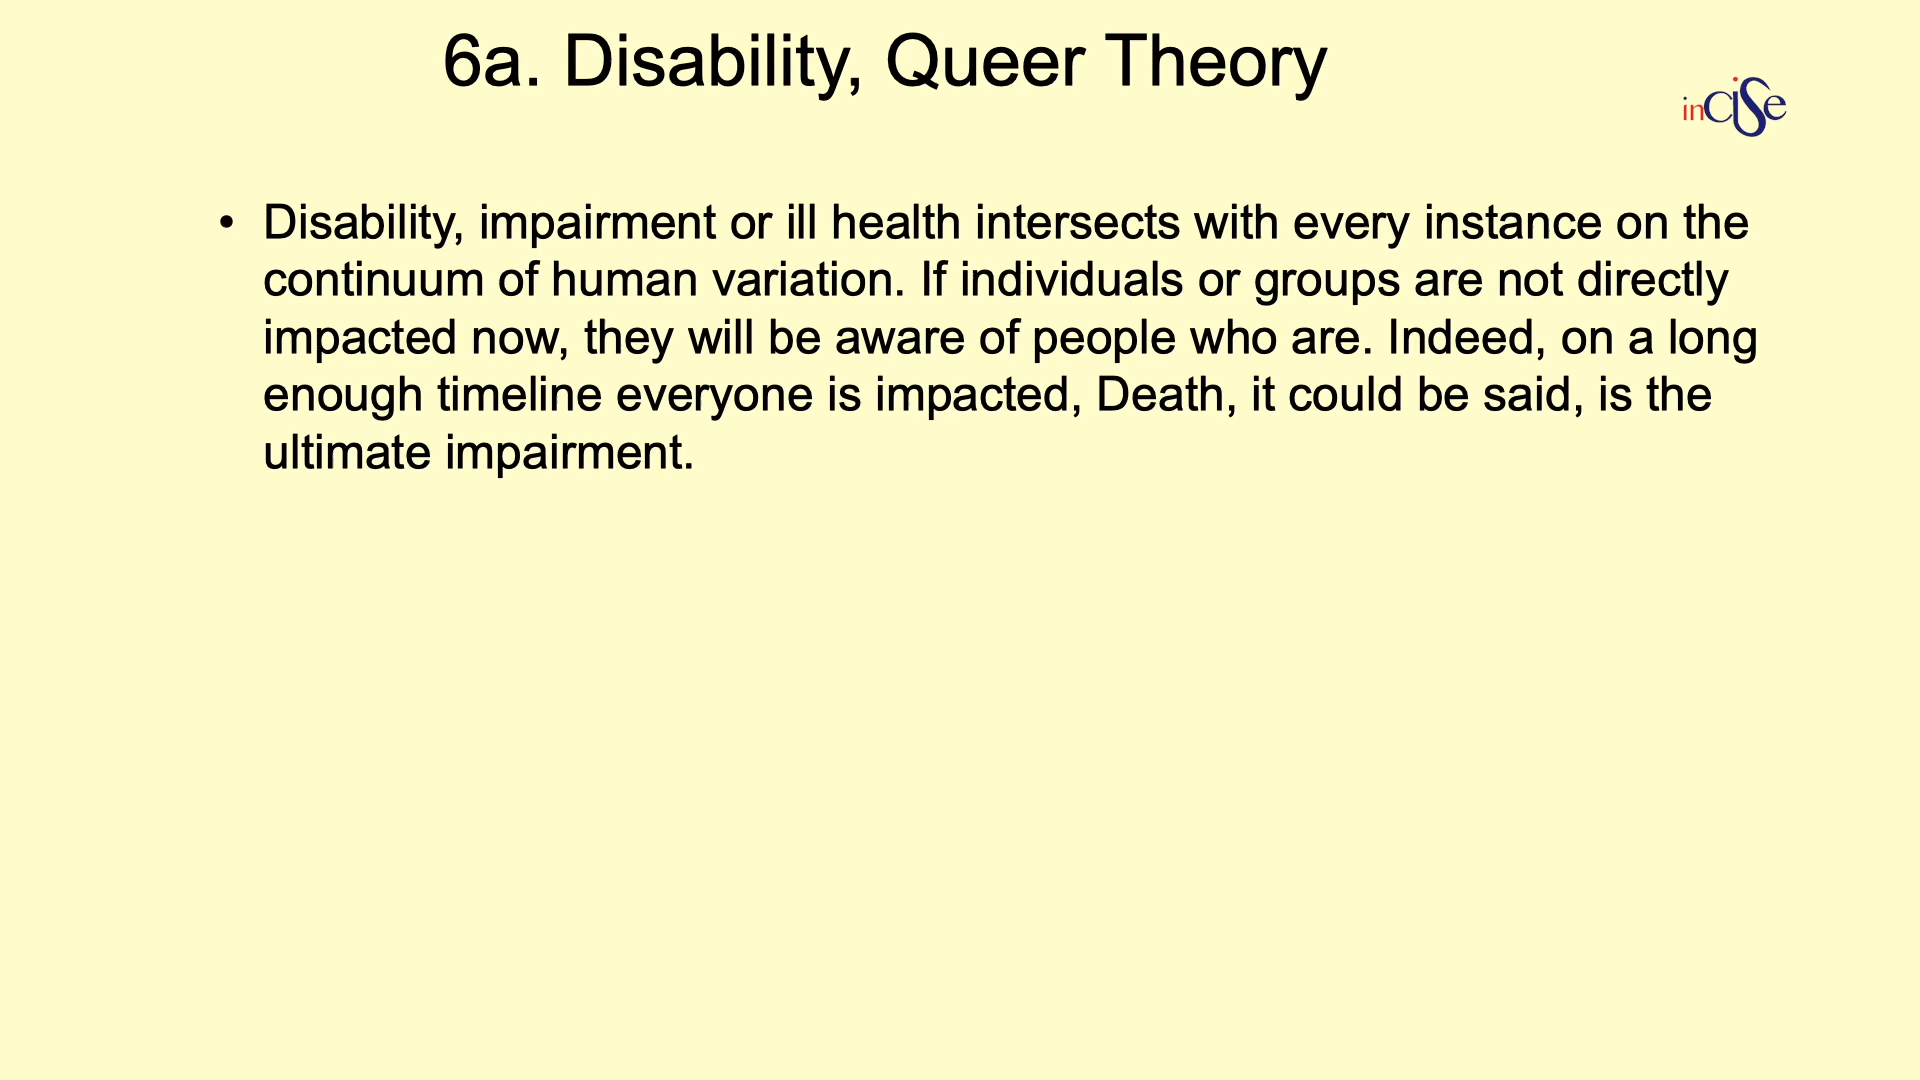 6a. Disability, Queer Theory
inCiSe
• Disability, impairment or ill health intersects with every instance on the
continuum of human variation. If individuals or groups are not directly
impacted now, they will be aware of people who are. Indeed, on a long
enough timeline everyone is impacted, Death, it could be said, is the
ultimate impairment.